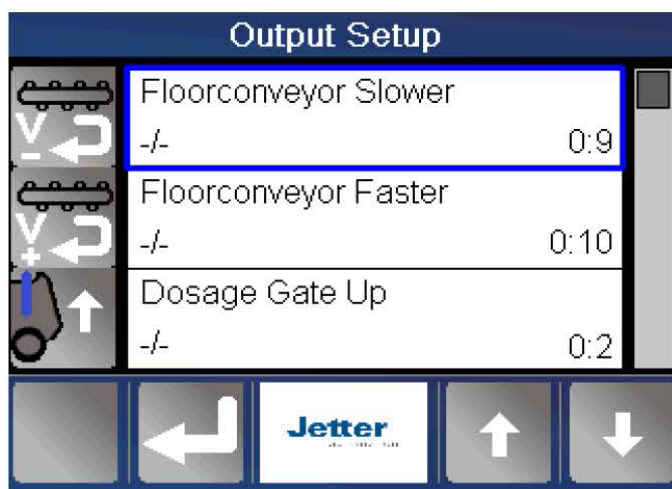 Output Setup
Floorconveyor Slower
-/- 0:9
V
-
Floorconveyor Faster
-/- 0:10
V
+
Dosage Gate Up
-/- 0:2
Jetter